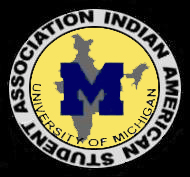 INDIAN AMERICAN STUDENT ASSOCIATION
M
UNIVERSITY OF MICHIGAN